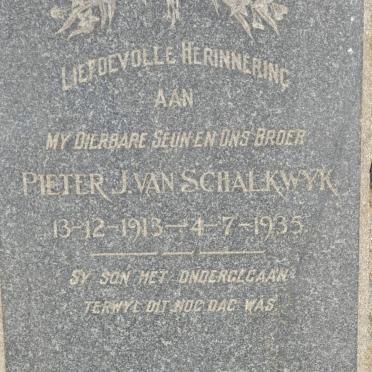 LIEFDEVOLLE HERINNERING
AAN
MY DIERBARE SEUN EN ONS BROER
PIETER J. VAN SCHALKWYK
13-12-1913-4-7-1935
SY SON HET ONDERGEGAAN
TERWYL DIT NOG DAG WAS